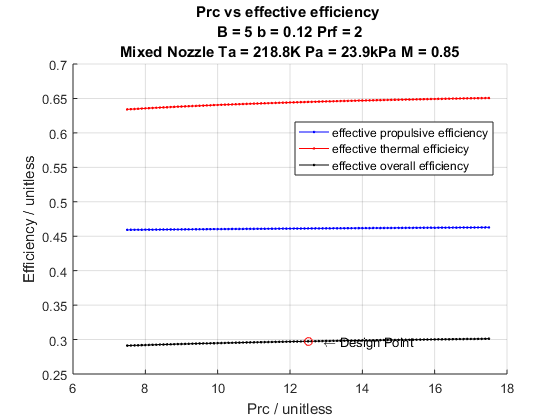 Prc vs effective efficiency
B = 5 b = 0.12 Prf = 2
Mixed Nozzle Ta = 218.8K Pa = 23.9kPa M = 0.85
0.7
0.65
0.6
0.55
0.5
0.45
0.4
0.35
0.3
0.25
Efficiency / unitless
effective propulsive efficiency
effective thermal efficieicy
effective overall efficiency
← Design Point
6 8 10 12 14 16 18
Prc / unitless